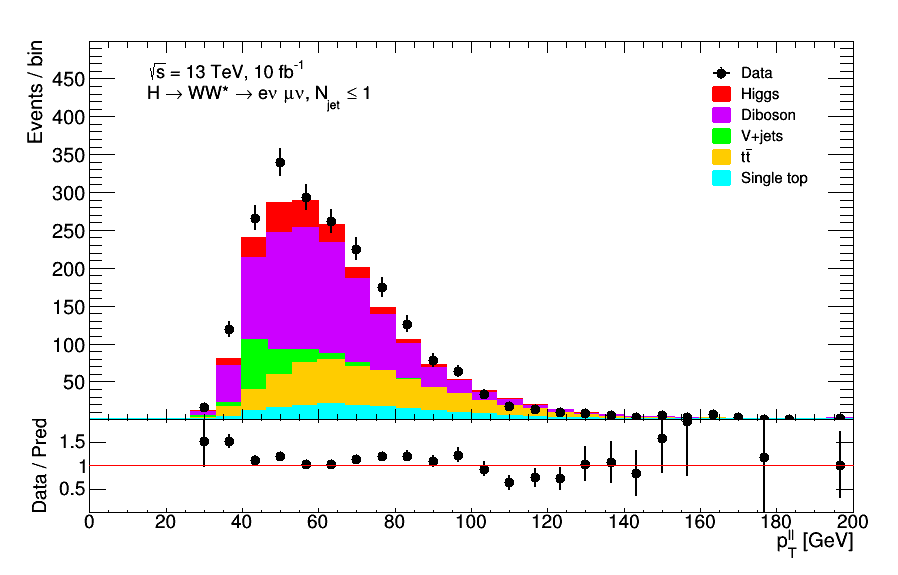 Events / bin
450
400
350
300
250
200
150
100
50
√s = 13 TeV, 10 fb⁻¹
H → WW* → eν μν, N_jet ≤ 1
Data
Higgs
Diboson
V+jets
tt̄
Single top
Data / Pred
1.5
1
0.5
0 20 40 60 80 100 120 140 160 180 200
p_T^ll [GeV]